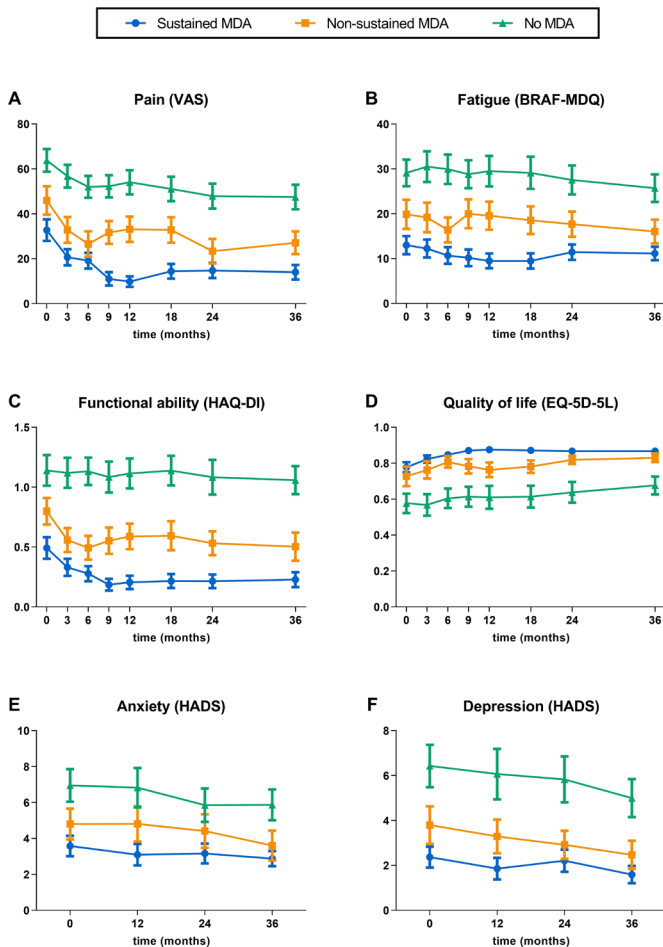 Sustained MDA Non-sustained MDA No MDA
A Pain (VAS)
80
60
40
20
0
0 3 6 9 12 18 24 36
time (months)
B Fatigue (BRAF-MDQ)
40
30
20
10
0
0 3 6 9 12 18 24 36
time (months)
C Functional ability (HAQ-DI)
1.5
1.0
0.5
0.0
0 3 6 9 12 18 24 36
time (months)
D Quality of life (EQ-5D-5L)
1.0
0.8
0.6
0.4
0.2
0.0
0 3 6 9 12 18 24 36
time (months)
E Anxiety (HADS)
10
8
6
4
2
0
0 12 24 36
time (months)
F Depression (HADS)
8
6
4
2
0
0 12 24 36
time (months)